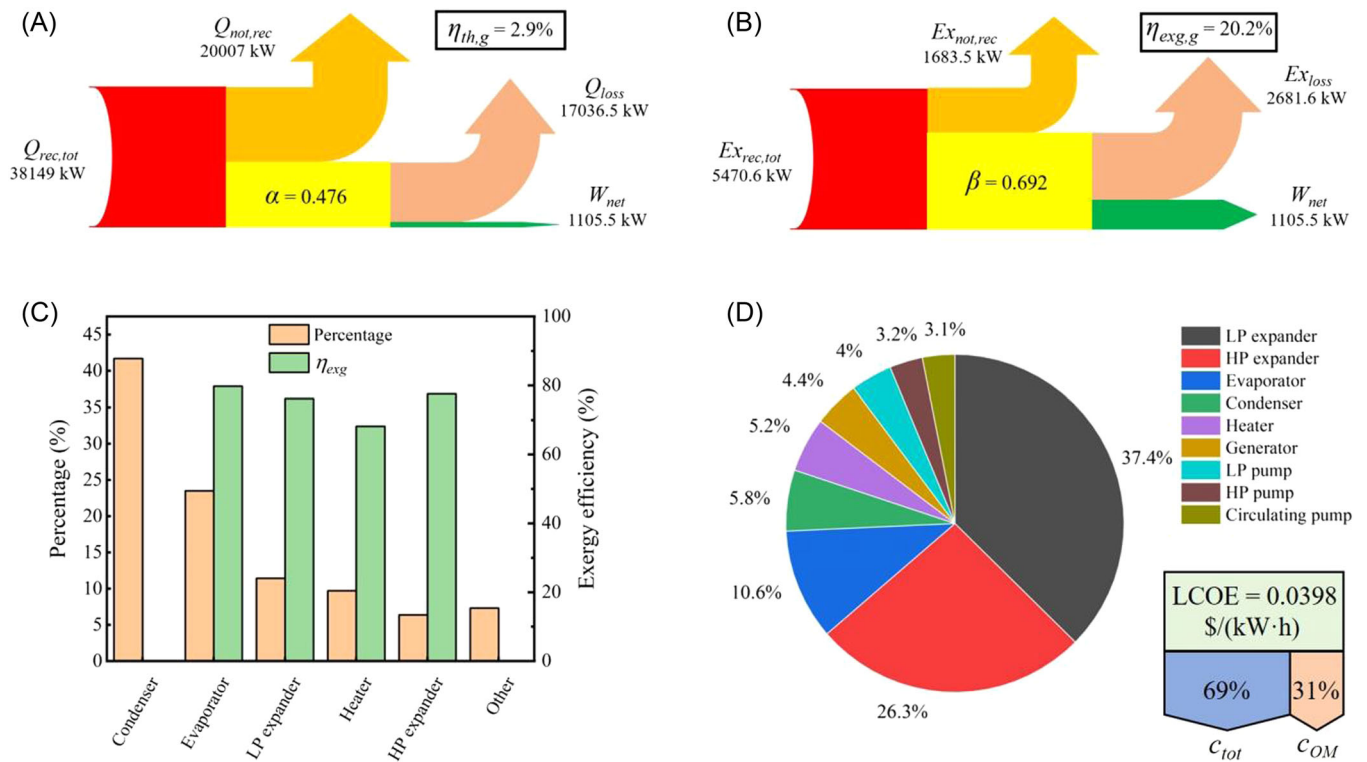 (A)
Q_not,rec
20007 kW
η_th,g = 2.9%
Q_loss
17036.5 kW
Q_rec,tot
38149 kW
α = 0.476
W_net
1105.5 kW
(B)
Ex_not,rec
1683.5 kW
η_exg,g = 20.2%
Ex_loss
2681.6 kW
Ex_rec,tot
5470.6 kW
β = 0.692
W_net
1105.5 kW
(C)
Percentage
η_exg
Percentage (%)
45
40
35
30
25
20
15
10
5
0
100
80
60
40
20
0
Exergy efficiency (%)
Condenser
Evaporator
LP expander
Heater
HP expander
Other
(D)
3.1%
3.2%
4%
4.4%
5.2%
5.8%
10.6%
26.3%
37.4%
LP expander
HP expander
Evaporator
Condenser
Heater
Generator
LP pump
HP pump
Circulating pump
LCOE = 0.0398
$/(kW·h)
69%
31%
c_tot
c_OM